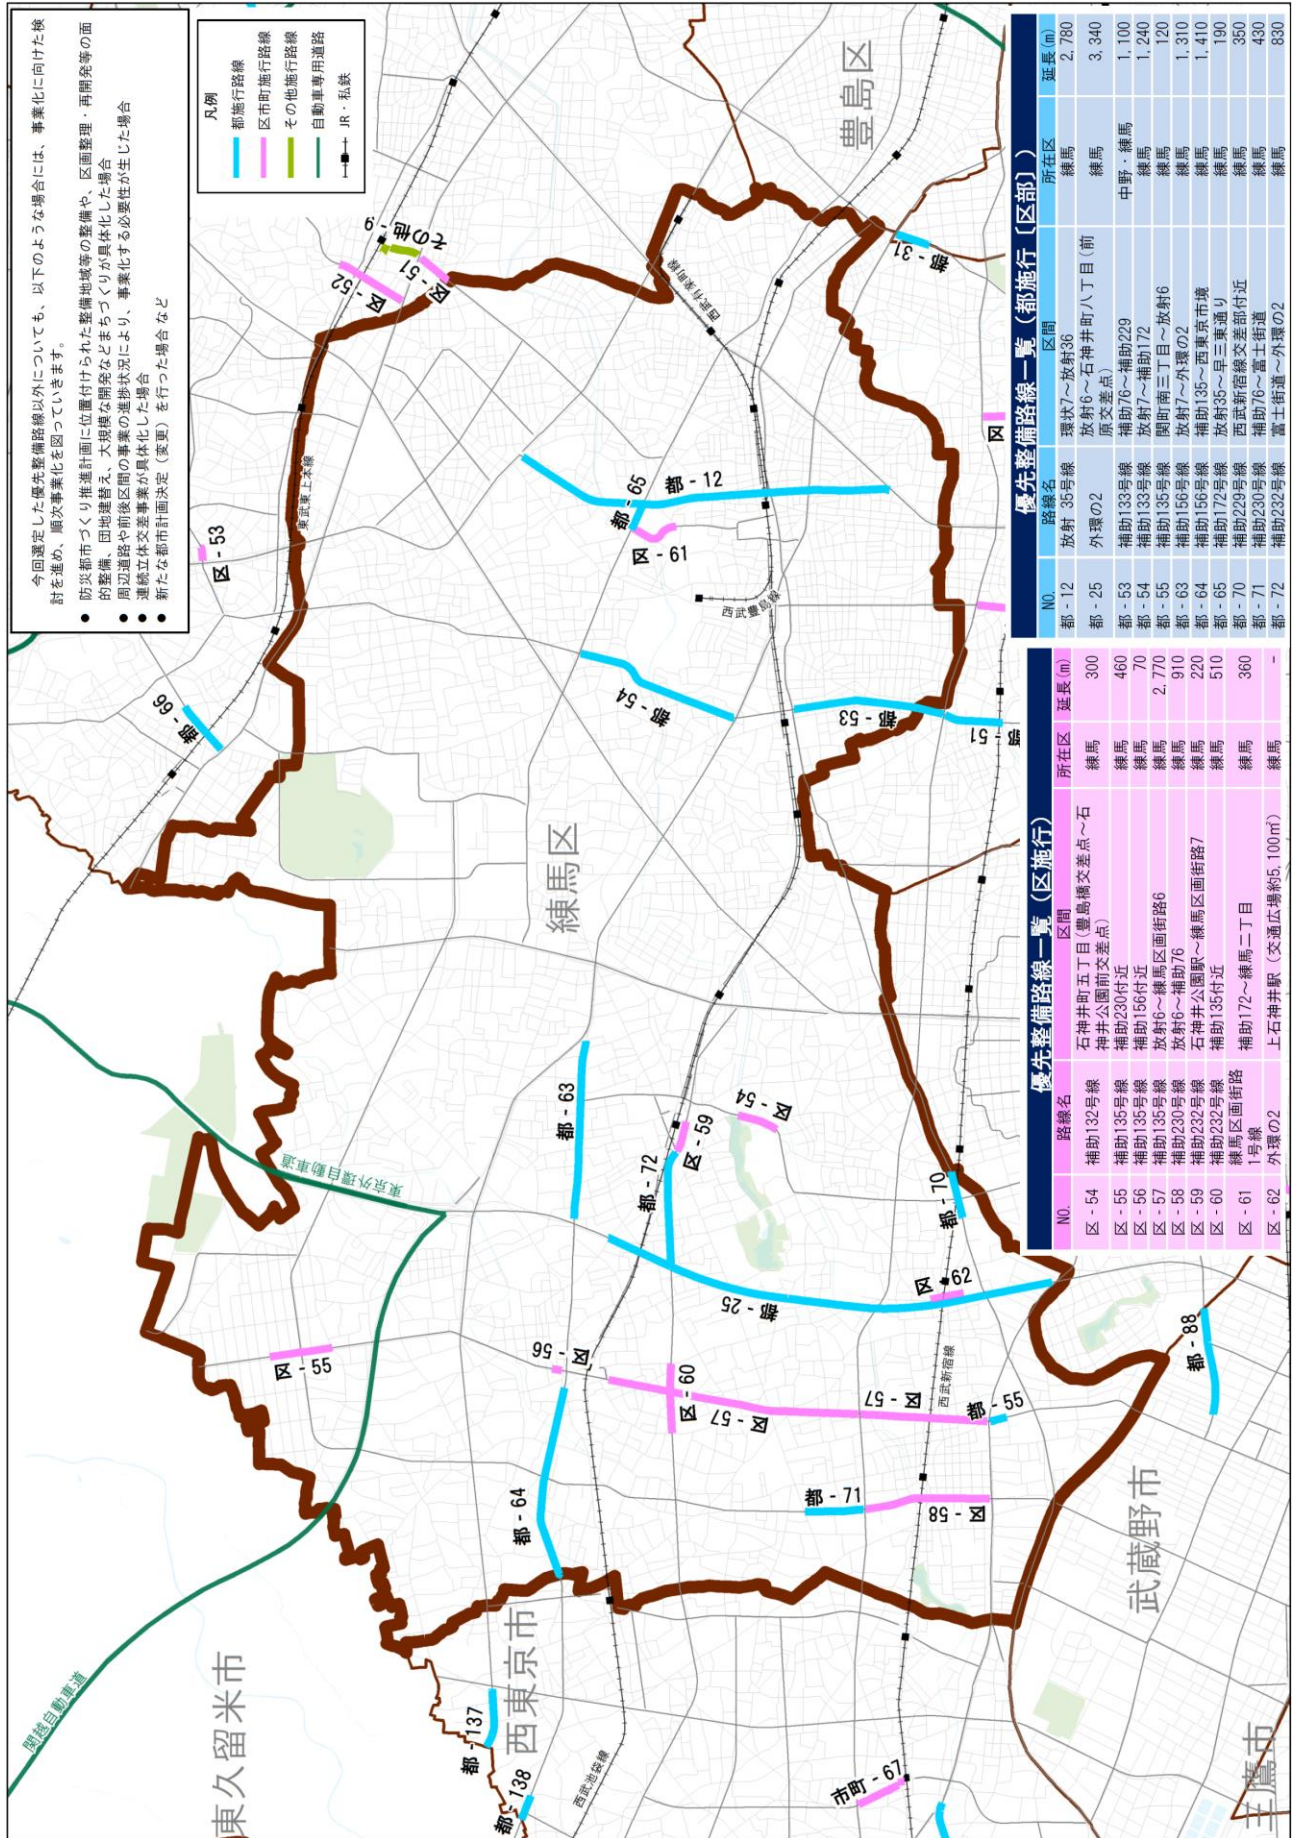 今回選定した優先整備路線以外についても、以下のような場合には、事業化に向けた検
討を進め、順次事業化を図っていきます。
● 防災都市づくり推進計画に位置付けられた整備地域等の整備や、区画整理・再開発等の面
的整備、団地建替え、大規模な開発などまちづくりが具体化した場合
● 周辺道路や前後区間の事業の進捗状況により、事業化する必要性が生じた場合
● 連続立体交差事業が具体化した場合
● 新たな都市計画決定（変更）を行った場合など
凡例
都施行路線
区市町施行路線
その他施行路線
自動車専用道路
JR・私鉄
関越自動車道
東久留米市
西東京市
練馬区
豊島区
武蔵野市
三鷹市
東京外環自動車道
東武東上本線
西武有楽町線
西武豊島線
西武新宿線
西武池袋線
都 - 138
都 - 137
市町 - 67
都 - 64
都 - 71
区 - 58
区 - 55
区 - 56
区 - 60
区 - 57
区 - 57
都 - 55
都 - 88
都 - 25
区 - 62
都 - 70
都 - 63
都 - 72
区 - 59
区 - 54
都 - 66
都 - 54
都 - 53
都 - 51
区 - 53
都 - 65
都 - 12
区 - 61
区 - 52
区 - 51
その他 - 9
都 - 31
区
優先整備路線一覧（区施行）
NO. 路線名 区間 所在区 延長(m)
区 - 54 補助132号線 石神井町五丁目(豊島橋交差点～石
神井公園前交差点) 練馬 300
区 - 55 補助135号線 補助230付近 練馬 460
区 - 56 補助135号線 補助156付近 練馬 70
区 - 57 補助135号線 放射6～練馬区画街路6 練馬 2,770
区 - 58 補助230号線 放射6～補助76 練馬 910
区 - 59 補助232号線 石神井公園駅～練馬区画街路7 練馬 220
区 - 60 補助232号線 補助135付近 練馬 510
区 - 61 練馬区画街路
1号線 補助172～練馬二丁目 練馬 360
区 - 62 外環の2 上石神井駅（交通広場約5,100㎡） 練馬 -
優先整備路線一覧（都施行〔区部〕）
NO. 路線名 区間 所在区 延長(m)
都 - 12 放射 35号線 環状7～放射36 練馬 2,780
都 - 25 外環の2 放射6～石神井町八丁目(前
原交差点) 練馬 3,340
都 - 53 補助133号線 補助76～補助229 中野・練馬 1,100
都 - 54 補助133号線 放射7～補助172 練馬 1,240
都 - 55 補助135号線 関町南三丁目～放射6 練馬 120
都 - 63 補助156号線 放射7～外環の2 練馬 1,310
都 - 64 補助156号線 補助135～西東京市境 練馬 1,410
都 - 65 補助172号線 放射35～早三東通り 練馬 190
都 - 70 補助229号線 西武新宿線交差部付近 練馬 350
都 - 71 補助230号線 補助76～富士街道 練馬 430
都 - 72 補助232号線 富士街道～外環の2 練馬 830